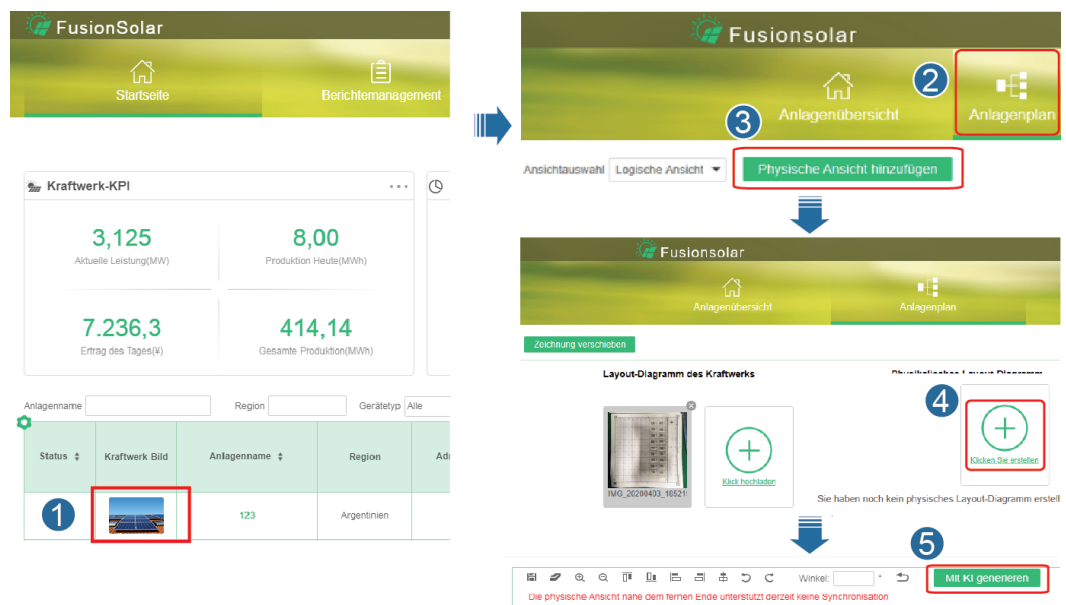 FusionSolar
Startseite
Berichtemanagement
Kraftwerk-KPI
...
3,125
Aktuelle Leistung(MW)
8,00
Produktion Heute(MWh)
7.236,3
Ertrag des Tages(¥)
414,14
Gesamte Produktion(MWh)
Anlagenname
Region
Gerätetyp Alle
Status
Kraftwerk Bild
Anlagenname
Region
1
123
Argentinien
Fusionsolar
Anlagenübersicht
2
Anlagenplan
3
Ansichtauswahl Logische Ansicht
Physische Ansicht hinzufügen
Fusionsolar
Anlagenübersicht
Anlagenplan
Zeichnung verschieben
Layout-Diagramm des Kraftwerks
Physikalisches Layout-Diagramm
4
IMG_20200403_18521
Klick hochladen
Klicken Sie erstellen
Sie haben noch kein physisches Layout-Diagramm erstell
5
Winkel: °
Mit KI generieren
Die physische Ansicht nahe dem fernen Ende unterstützt derzeit keine Synchronisation